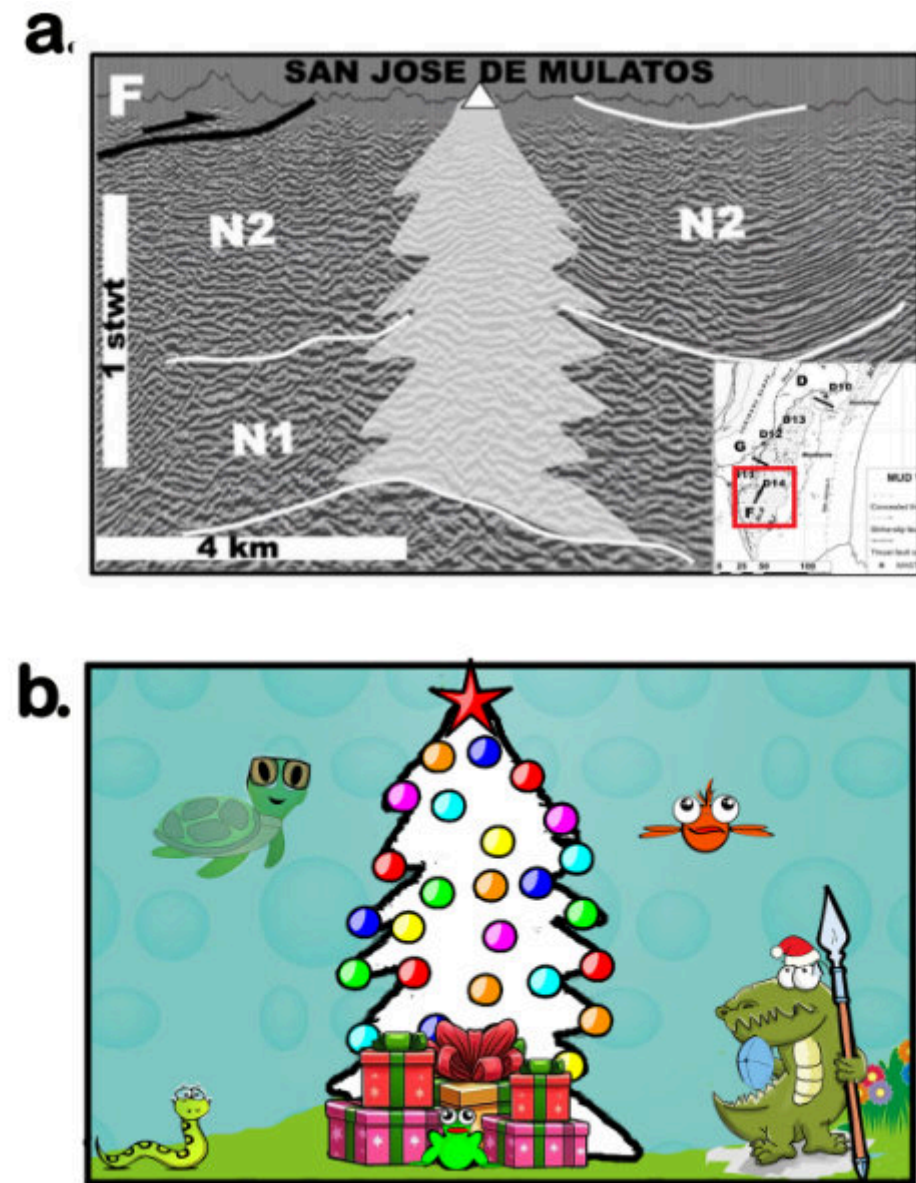 a.
F
SAN JOSE DE MULATOS
N2
N2
1 stwt
N1
4 km
D
D10
D13
D12
G
D14
F
MUD
0 25 50 100
b.